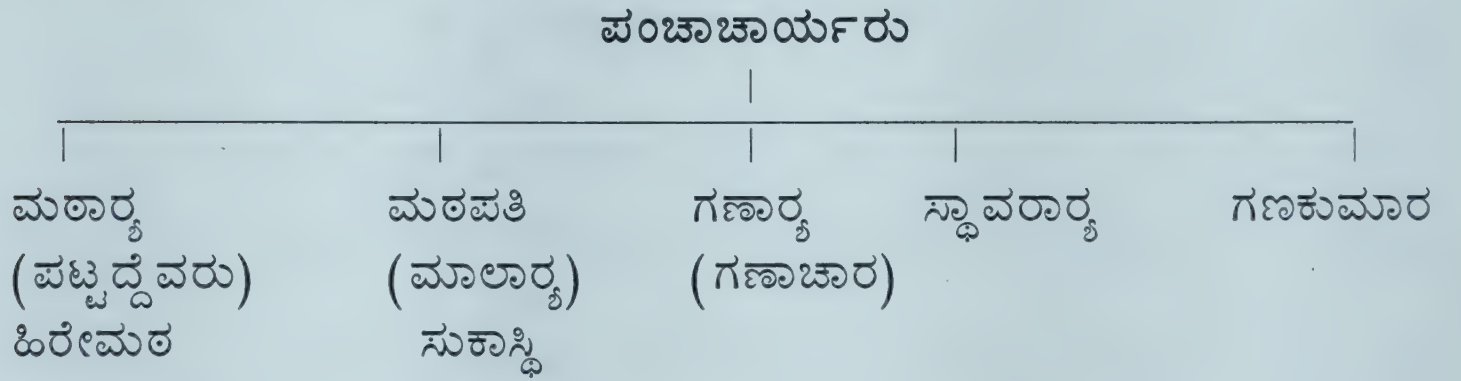 ಪಂಚಾಚಾರ್ಯರು
ಮಠಾರ‍್ಯ ಮಠಪತಿ ಗಣಾರ‍್ಯ ಸ್ಥಾವರಾರ‍್ಯ ಗಣಕುಮಾರ
(ಪಟ್ಟದ್ದೆವರು) (ಮಾಲಾರ‍್ಯ) (ಗಣಾಚಾರ)
ಹಿರೇಮಠ ಸುಕಾಸ್ಥಿ